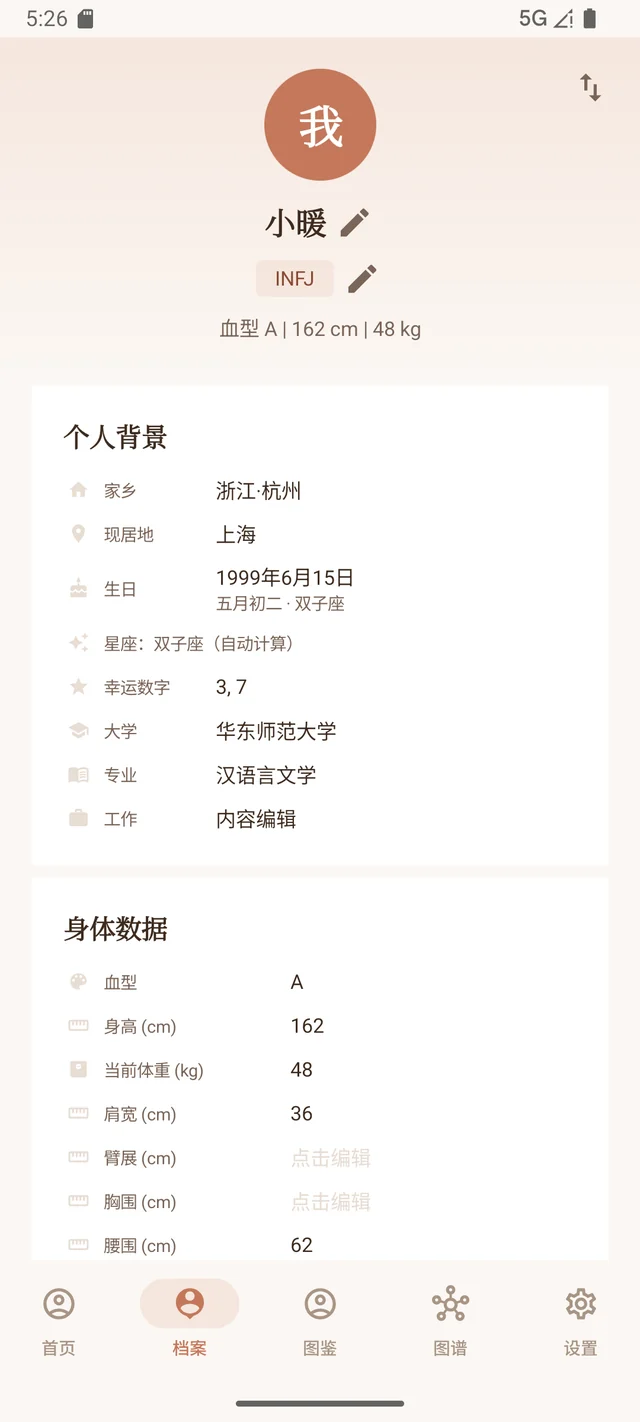 5:26 5G
我
小暖
INFJ
血型 A | 162 cm | 48 kg
个人背景
家乡 浙江·杭州
现居地 上海
生日 1999年6月15日
五月初二 · 双子座
星座：双子座（自动计算）
幸运数字 3, 7
大学 华东师范大学
专业 汉语言文学
工作 内容编辑
身体数据
血型 A
身高 (cm) 162
当前体重 (kg) 48
肩宽 (cm) 36
臂展 (cm) 点击编辑
胸围 (cm) 点击编辑
腰围 (cm) 62
首页 档案 图鉴 图谱 设置